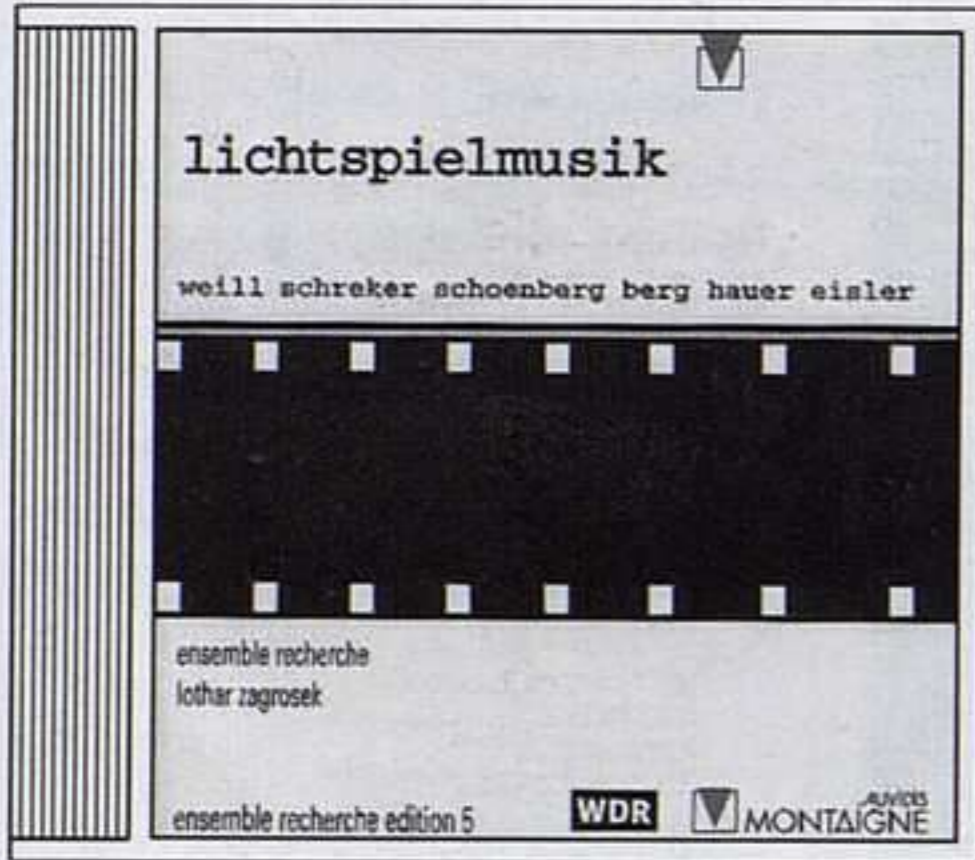 lichtspielmusik
weill schreker schoenberg berg hauer eisler
ensemble recherche
lothar zagrosek
ensemble recherche edition 5
WDR
AUVIDIS
MONTAIGNE